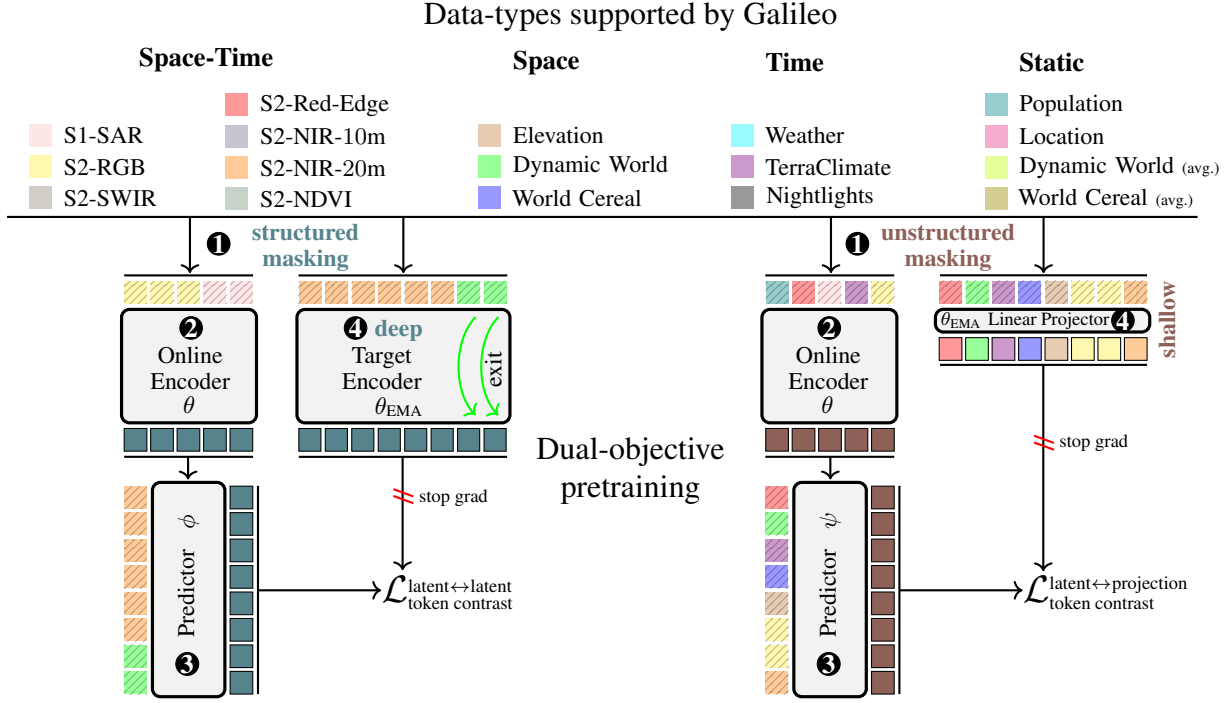 Data-types supported by Galileo
Space-Time
Space
Time
Static
S1-SAR
S2-RGB
S2-SWIR
S2-Red-Edge
S2-NIR-10m
S2-NIR-20m
S2-NDVI
Elevation
Dynamic World
World Cereal
Weather
TerraClimate
Nightlights
Population
Location
Dynamic World (avg.)
World Cereal (avg.)
1 structured
masking
2
Online
Encoder
θ
4 deep
Target
Encoder
θEMA
exit
stop grad
3 Predictor ϕ
ℒ latent↔latent
token contrast
Dual-objective
pretraining
1 unstructured
masking
2
Online
Encoder
θ
θEMA Linear Projector 4
shallow
stop grad
3 Predictor ψ
ℒ latent↔projection
token contrast